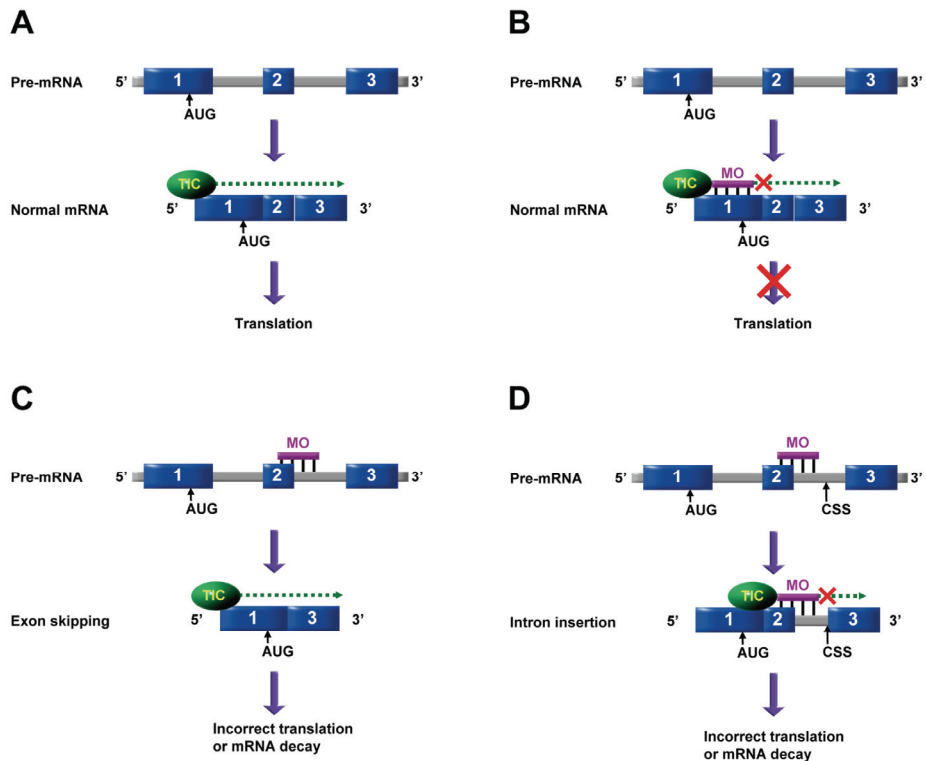 A
Pre-mRNA 5’ 1 2 3 3’
AUG
TIC
Normal mRNA 5’ 1 2 3 3’
AUG
Translation
B
Pre-mRNA 5’ 1 2 3 3’
AUG
TIC MO
Normal mRNA 5’ 1 2 3 3’
AUG
Translation
C
MO
Pre-mRNA 5’ 1 2 3 3’
AUG
TIC
Exon skipping 5’ 1 3 3’
AUG
Incorrect translation
or mRNA decay
D
MO
Pre-mRNA 5’ 1 2 3 3’
AUG CSS
TIC MO
Intron insertion 5’ 1 2 3 3’
AUG CSS
Incorrect translation
or mRNA decay